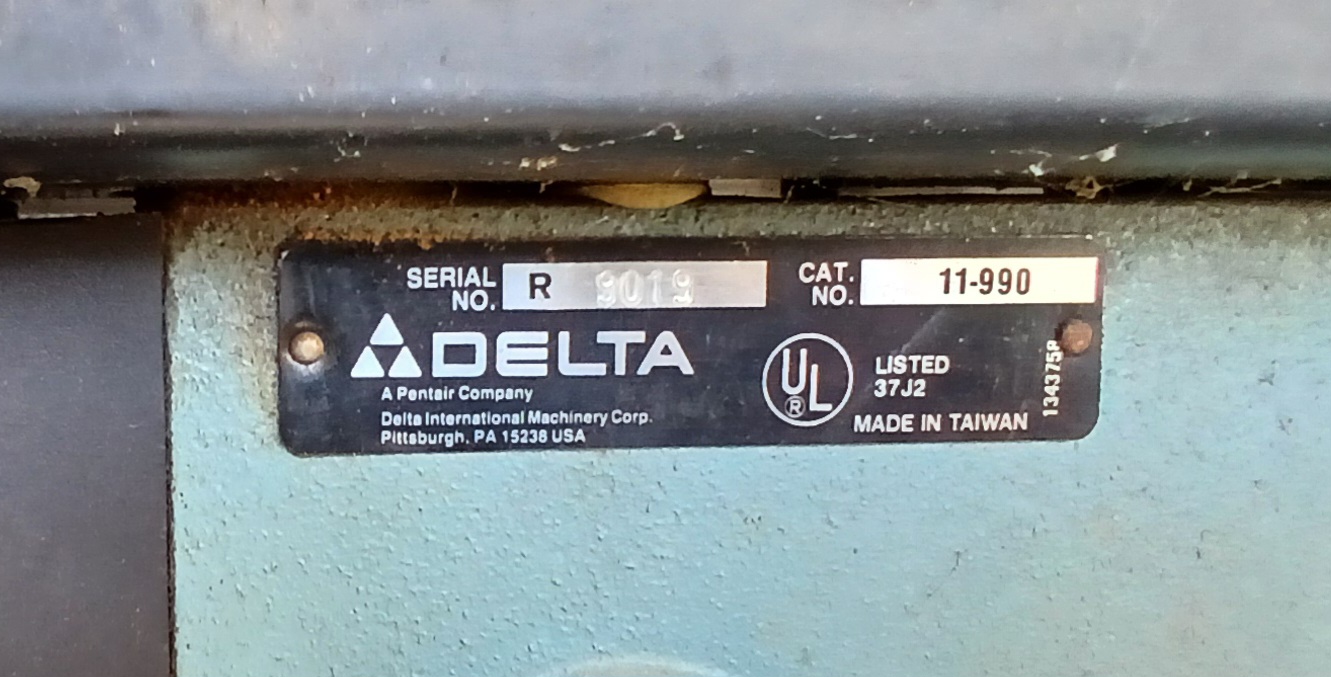 SERIAL NO. R 9019
CAT. NO. 11-990
DELTA
A Pentair Company
Delta International Machinery Corp.
Pittsburgh, PA 15238 USA
UL
®
LISTED
37J2
MADE IN TAIWAN